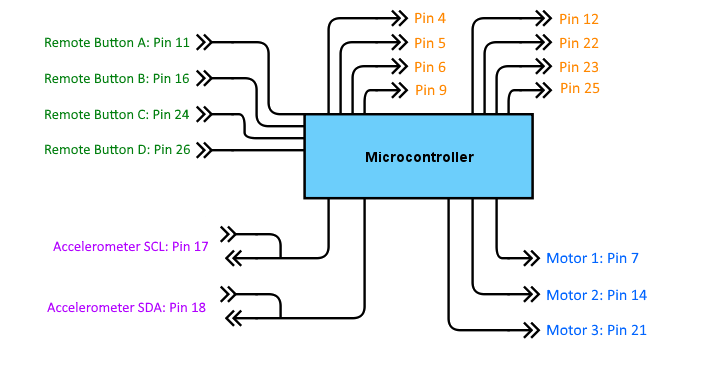 Pin 4
Pin 12
Remote Button A: Pin 11
Pin 5
Pin 22
Pin 6
Pin 23
Remote Button B: Pin 16
Pin 9
Pin 25
Remote Button C: Pin 24
Remote Button D: Pin 26
Microcontroller
Accelerometer SCL: Pin 17
Motor 1: Pin 7
Motor 2: Pin 14
Accelerometer SDA: Pin 18
Motor 3: Pin 21